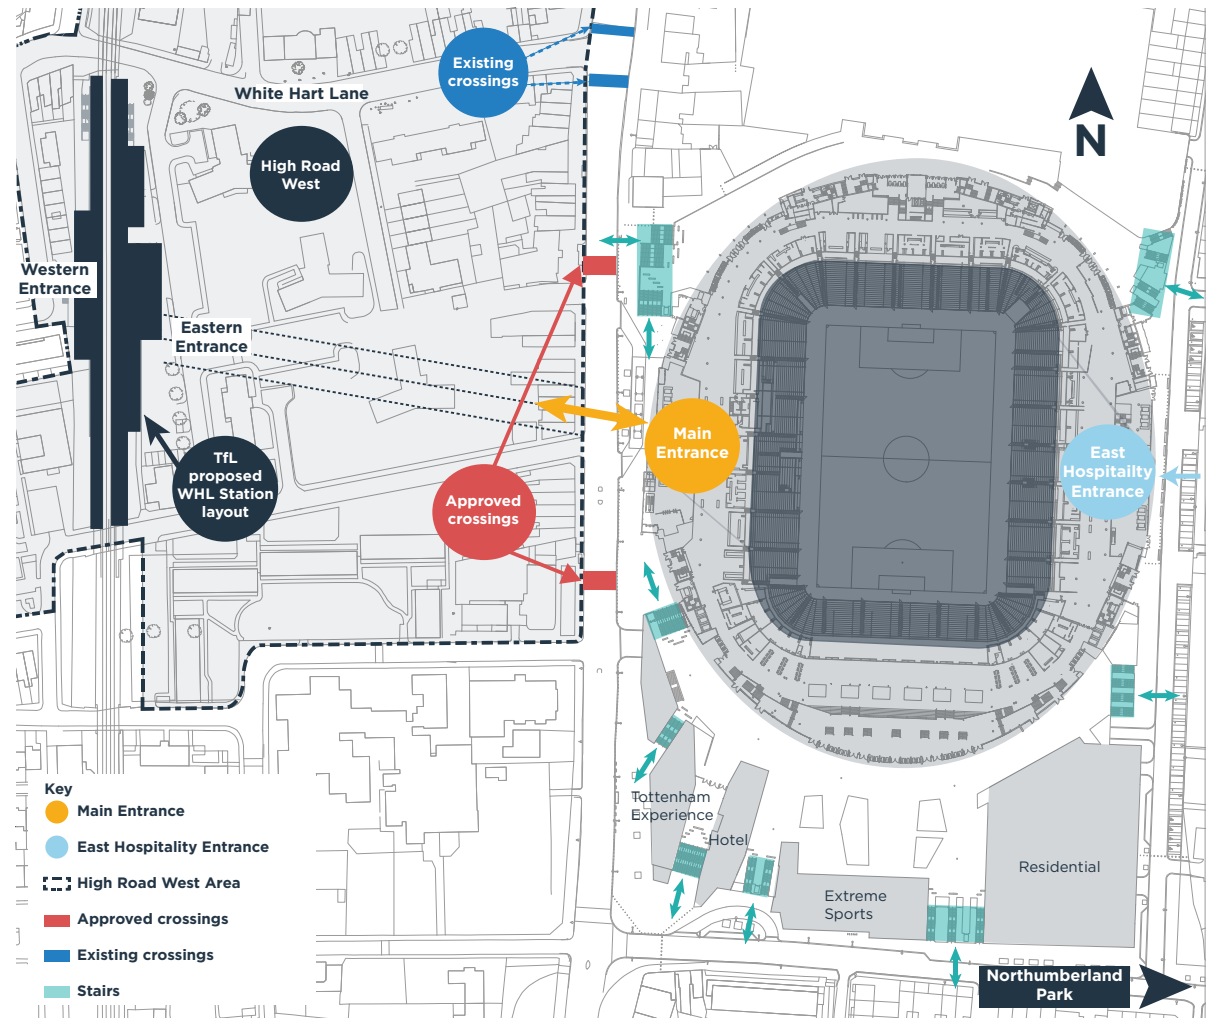 Existing
crossings
White Hart Lane
N
High Road
West
Western
Entrance
Eastern
Entrance
Main
Entrance
East
Hospitailty
Entrance
TfL
proposed
WHL Station
layout
Approved
crossings
Tottenham
Experience
Hotel
Extreme
Sports
Residential
Northumberland
Park
Key
Main Entrance
East Hospitality Entrance
High Road West Area
Approved crossings
Existing crossings
Stairs